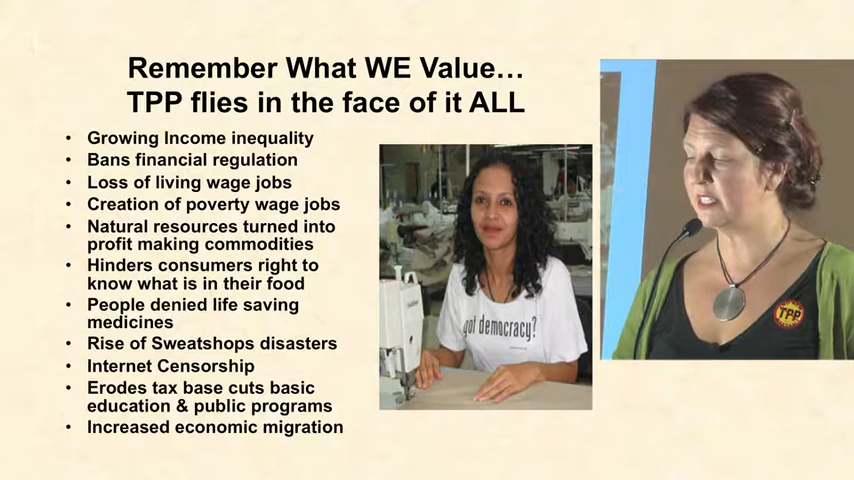 Remember What WE Value…
TPP flies in the face of it ALL
• Growing Income inequality
• Bans financial regulation
• Loss of living wage jobs
• Creation of poverty wage jobs
• Natural resources turned into
profit making commodities
• Hinders consumers right to
know what is in their food
• People denied life saving
medicines
• Rise of Sweatshops disasters
• Internet Censorship
• Erodes tax base cuts basic
education & public programs
• Increased economic migration
got democracy?
TPP